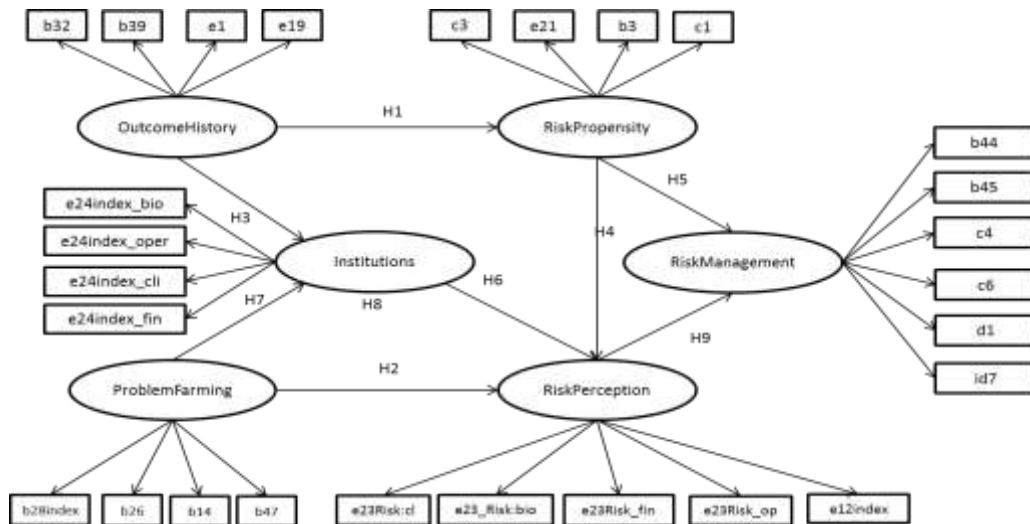 b32
b39
e1
e19
c3
e21
b3
c1
OutcomeHistory
H1
RiskPropensity
b44
b45
c4
c6
d1
id7
H5
H3
H4
e24index_bio
e24index_oper
e24index_cli
e24index_fin
Institutions
RiskManagement
H6
H7
H8
H9
ProblemFarming
H2
RiskPerception
b28index
b26
b14
b47
e23Risk:cl
e23_Risk:bio
e23Risk_fin
e23Risk_op
e12index